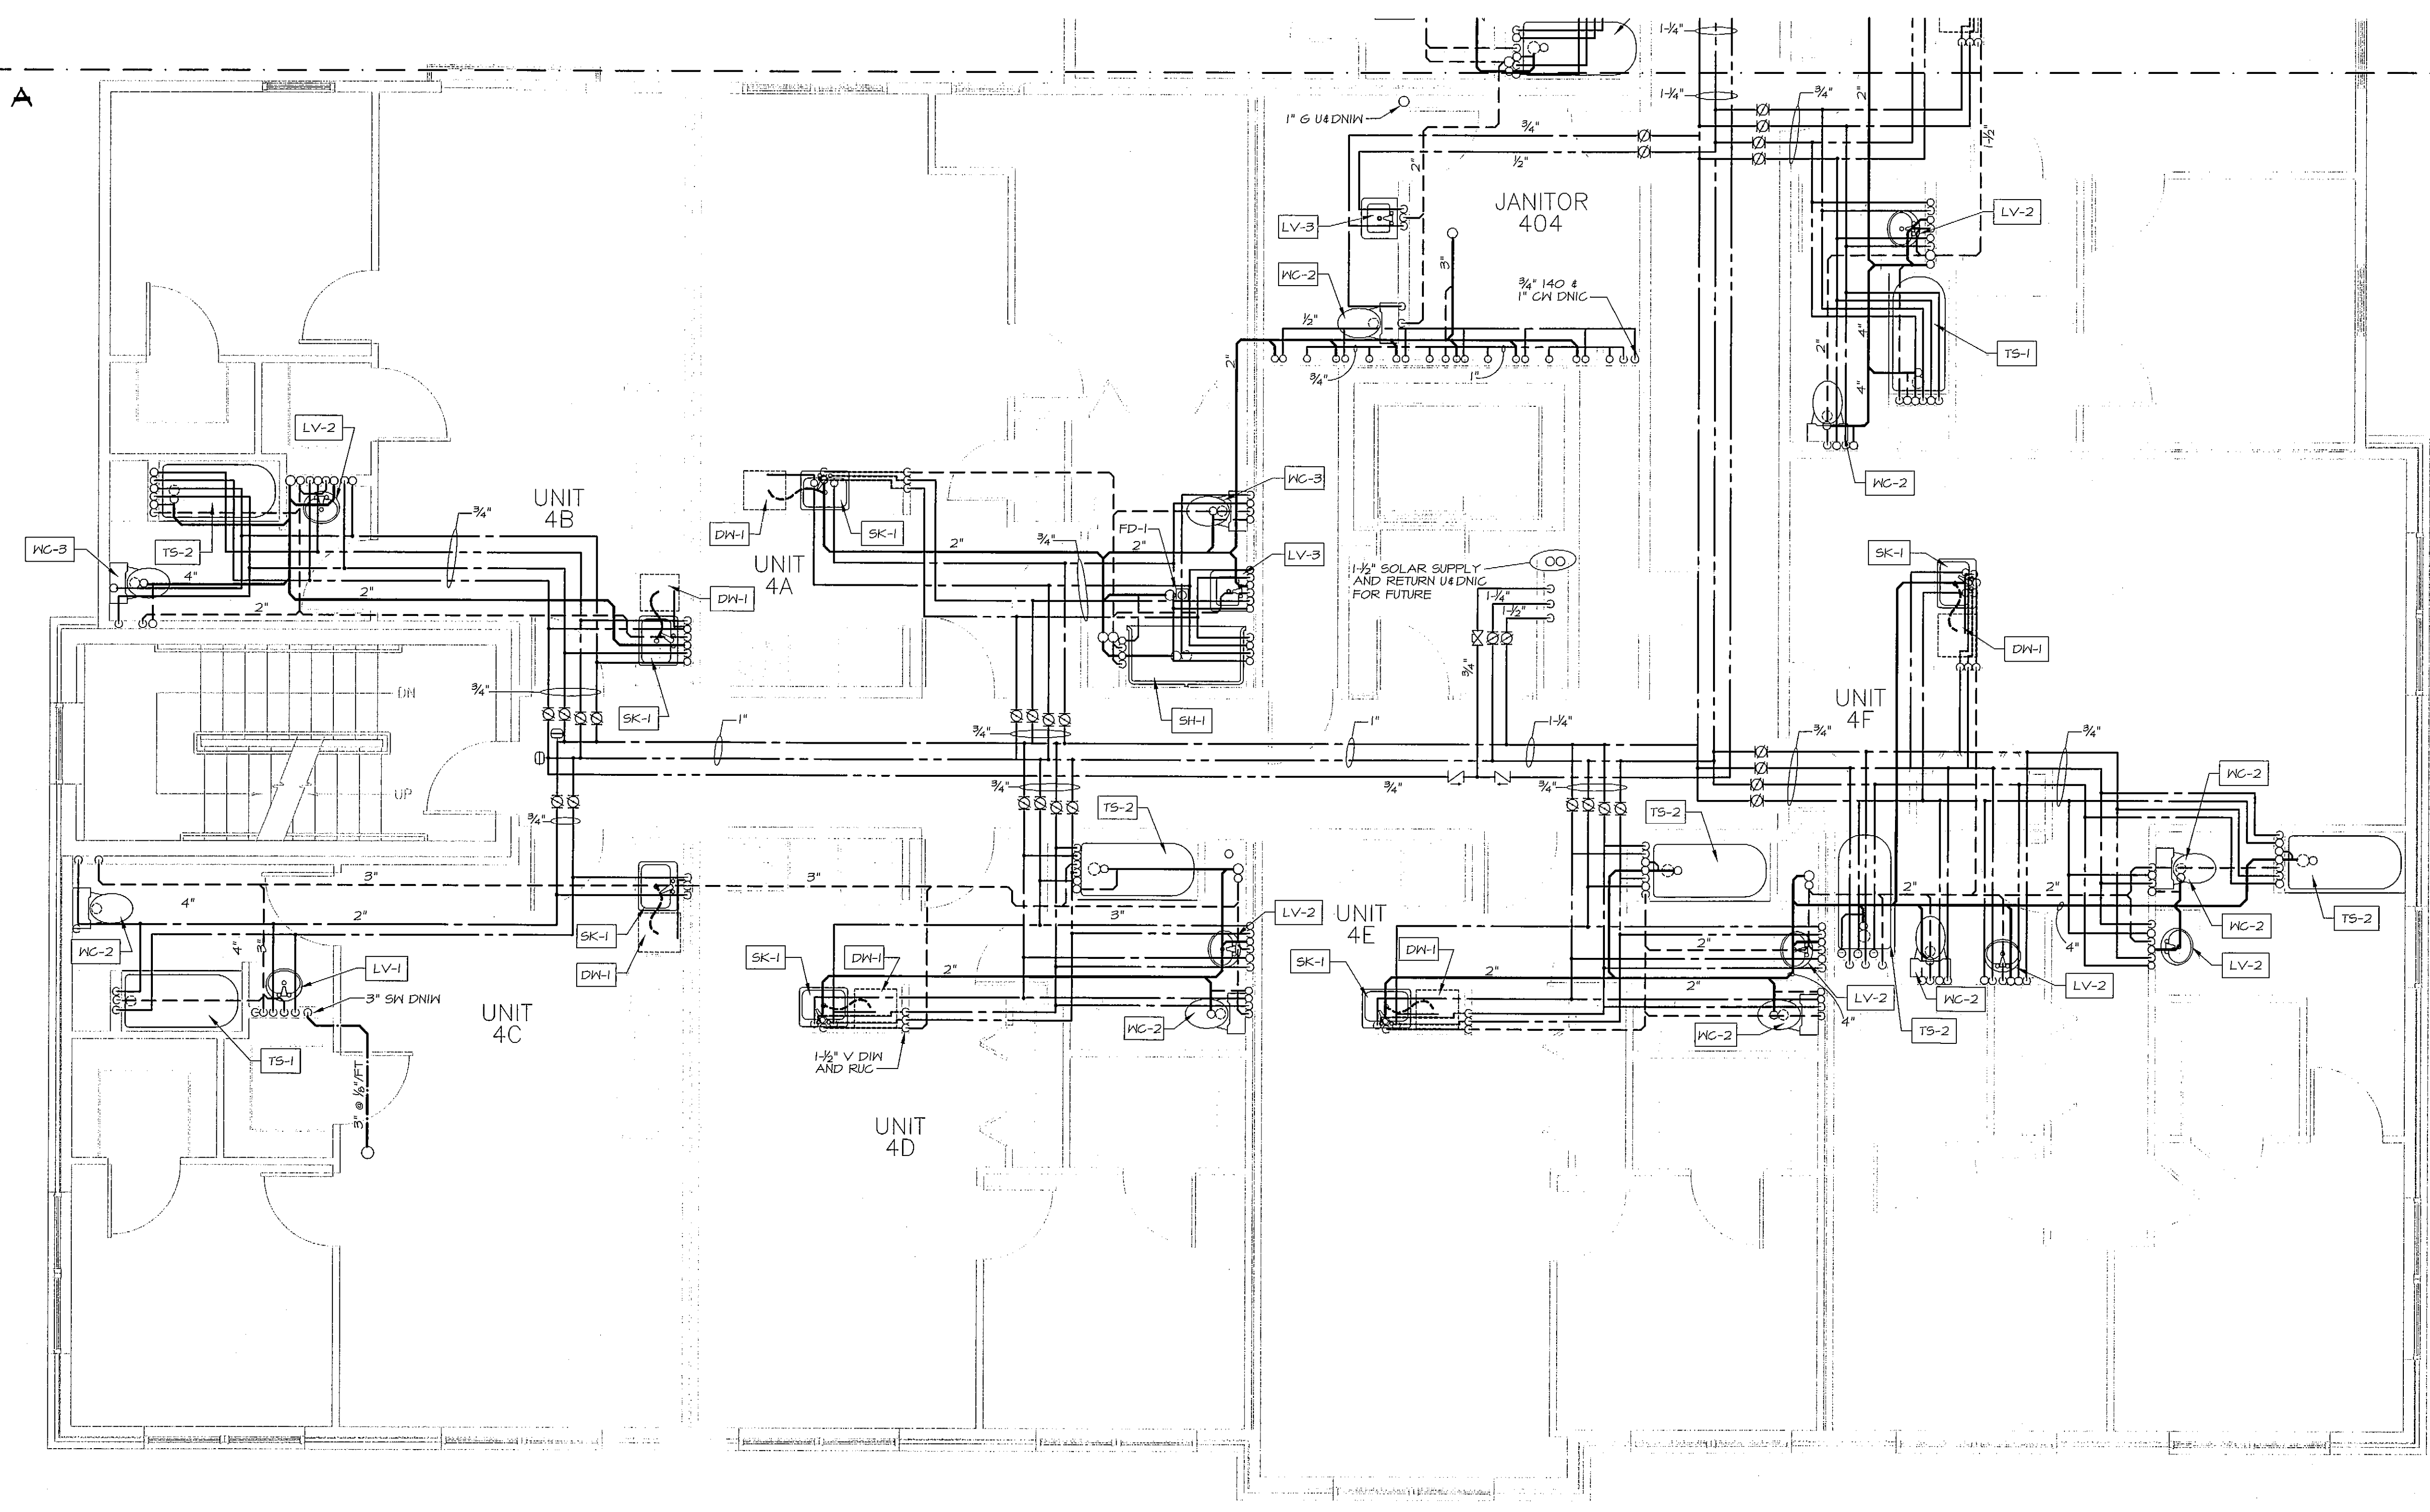 A
1-1/4"
1-1/4"
3/4"
2"
1-1/2"
1" G U&DNIW
3/4"
1/2"
2"
JANITOR
404
LV-3
WC-2
3"
3/4" 140 &
1" CW DNIC
1/2"
2"
3/4"
1"
LV-2
TS-1
4"
2"
4"
WC-2
LV-2
UNIT
4B
3/4"
WC-3
TS-2
4"
2"
2"
DW-1
SK-1
3/4"
DN
UP
DW-1
SK-1
UNIT
4A
2"
2"
3/4"
FD-1
WC-3
LV-3
SH-1
1-1/2" SOLAR SUPPLY
AND RETURN U&DNIC
FOR FUTURE
1-1/4"
1-1/2"
3/4"
SK-1
DW-1
UNIT
4F
1"
3/4"
1"
1-1/4"
3/4"
3/4"
3/4"
3/4"
3/4"
3/4"
WC-2
TS-2
TS-2
3"
4"
2"
WC-2
4"
3"
LV-1
3" SW DNIW
TS-1
3" @ 1/8"/FT
UNIT
4C
SK-1
DW-1
3"
3"
LV-2
SK-1
DW-1
2"
WC-2
1-1/2" V DIW
AND RUC
UNIT
4D
UNIT
4E
SK-1
DW-1
2"
2"
2"
LV-2
4"
WC-2
2"
2"
4"
WC-2
LV-2
TS-2
WC-2
LV-2
TS-2